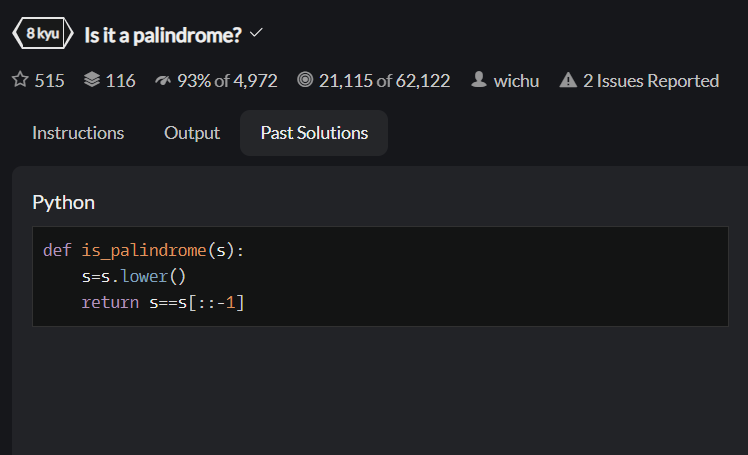 8 kyu Is it a palindrome?
515 116 93% of 4,972 21,115 of 62,122 wichu 2 Issues Reported
Instructions Output Past Solutions
Python
def is_palindrome(s):
    s=s.lower()
    return s==s[::-1]